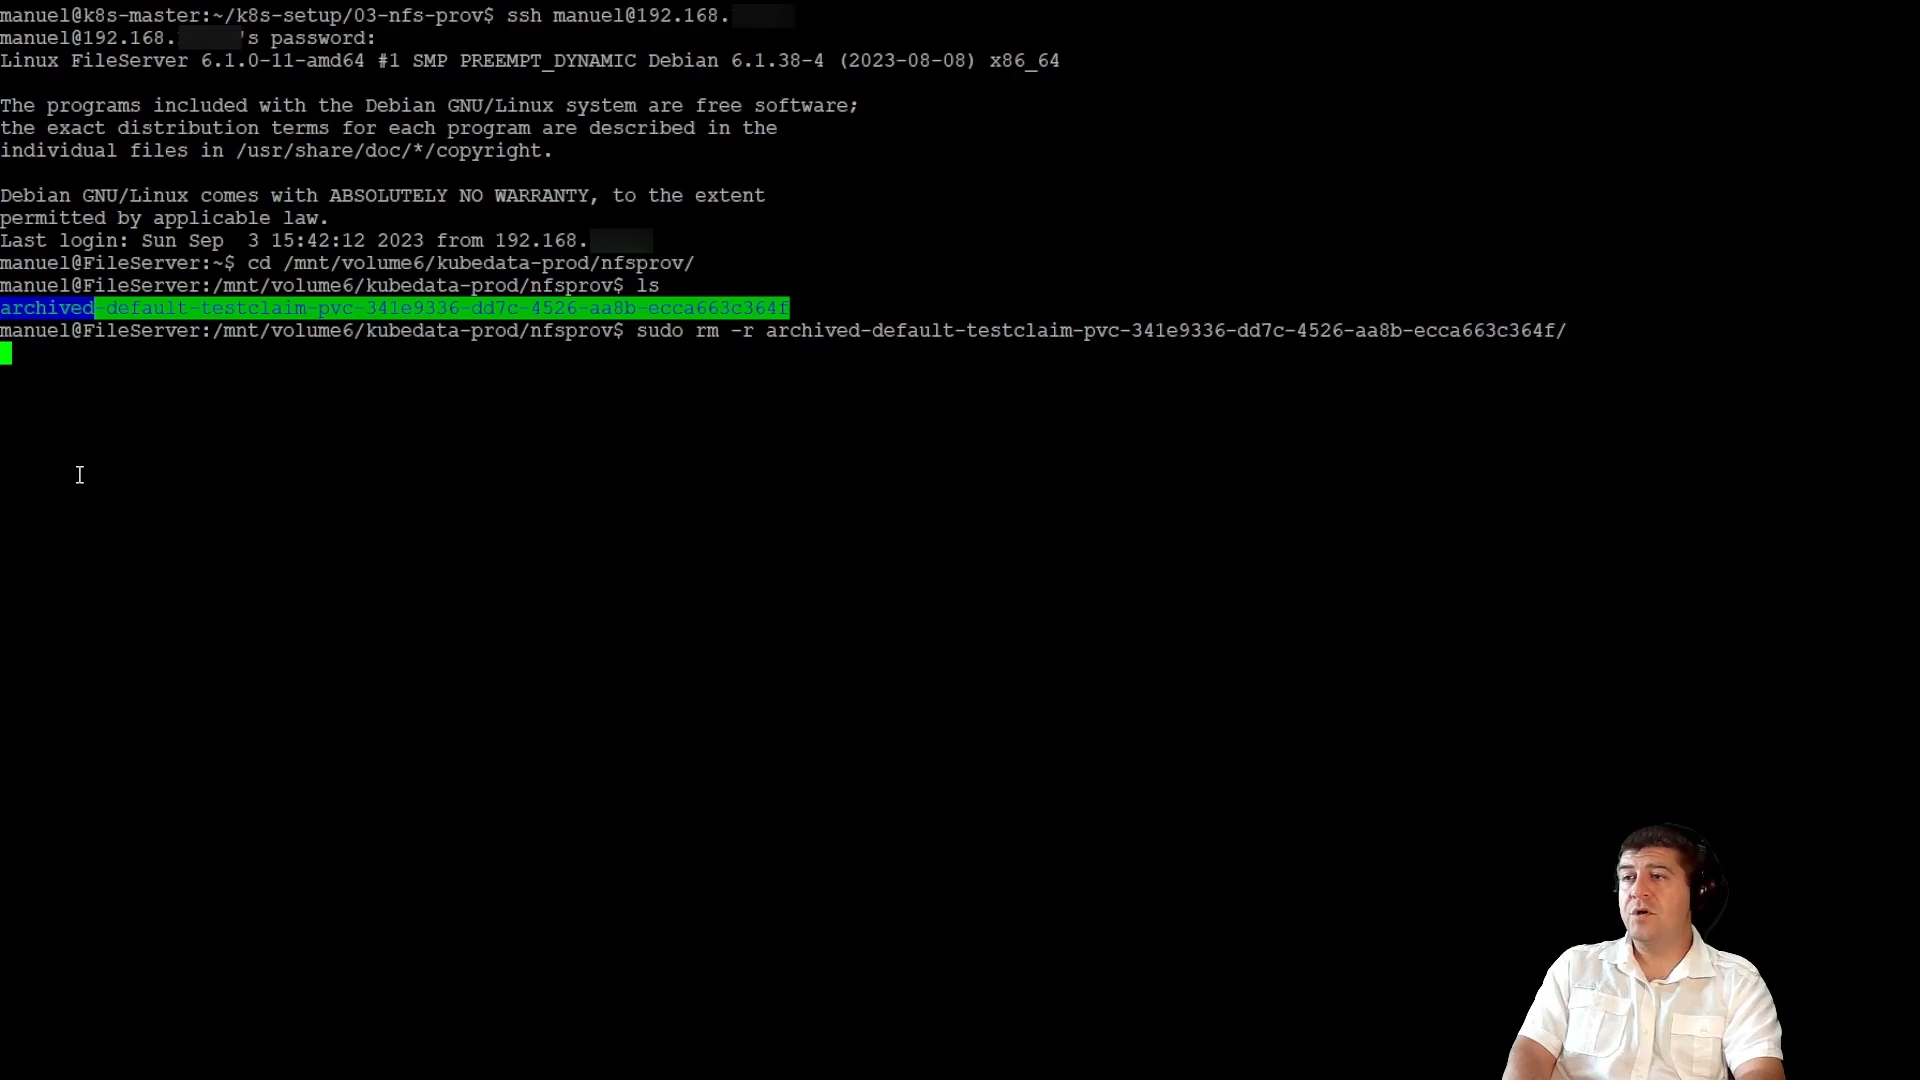 manuel@k8s-master:~/k8s-setup/03-nfs-prov$ ssh manuel@192.168.
manuel@192.168. 's password:
Linux FileServer 6.1.0-11-amd64 #1 SMP PREEMPT_DYNAMIC Debian 6.1.38-4 (2023-08-08) x86_64
The programs included with the Debian GNU/Linux system are free software;
the exact distribution terms for each program are described in the
individual files in /usr/share/doc/*/copyright.
Debian GNU/Linux comes with ABSOLUTELY NO WARRANTY, to the extent
permitted by applicable law.
Last login: Sun Sep  3 15:42:12 2023 from 192.168.
manuel@FileServer:~$ cd /mnt/volume6/kubedata-prod/nfsprov/
manuel@FileServer:/mnt/volume6/kubedata-prod/nfsprov$ ls
archived-default-testclaim-pvc-341e9336-dd7c-4526-aa8b-ecca663c364f
manuel@FileServer:/mnt/volume6/kubedata-prod/nfsprov$ sudo rm -r archived-default-testclaim-pvc-341e9336-dd7c-4526-aa8b-ecca663c364f/